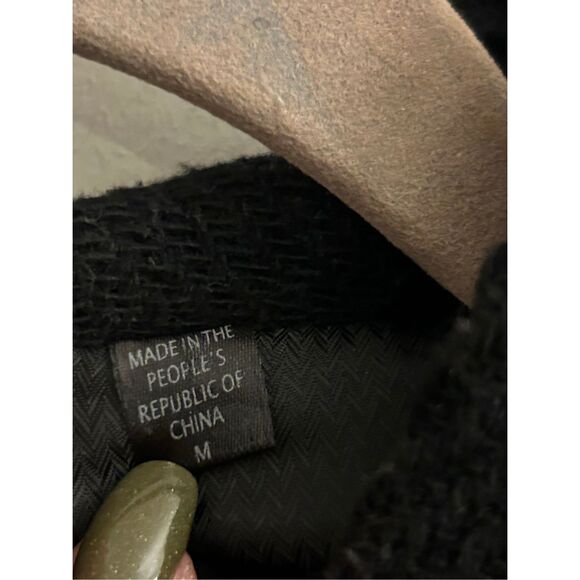 MADE IN THE
PEOPLE'S
REPUBLIC OF
CHINA
M